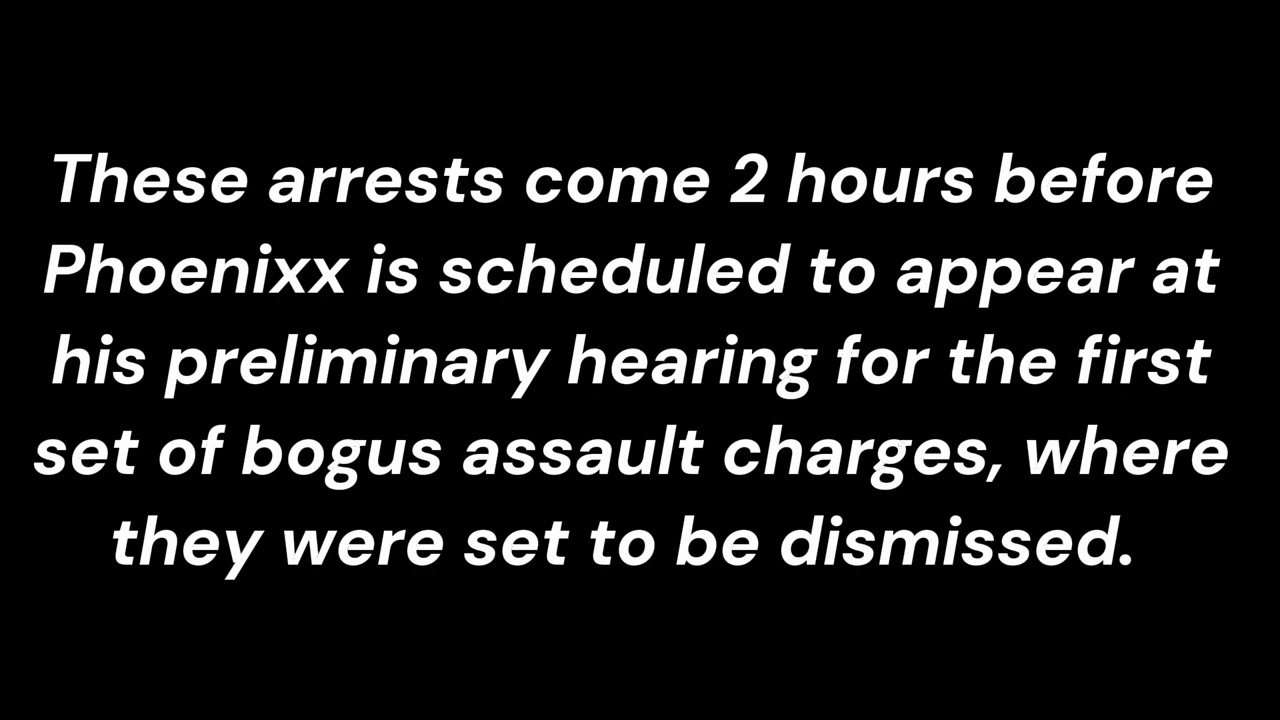 These arrests come 2 hours before
Phoenixx is scheduled to appear at
his preliminary hearing for the first
set of bogus assault charges, where
they were set to be dismissed.